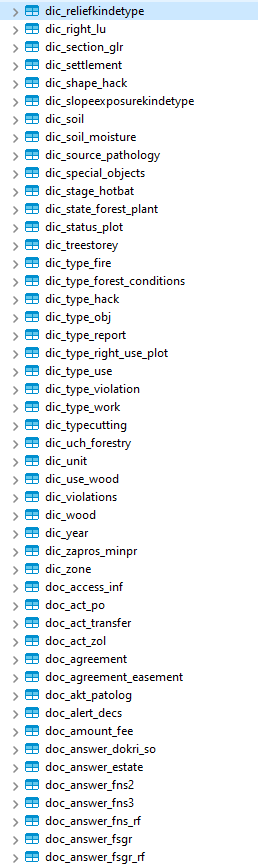 dic_reliefkindetype
dic_right_lu
dic_section_glr
dic_settlement
dic_shape_hack
dic_slopeexposurekindetype
dic_soil
dic_soil_moisture
dic_source_pathology
dic_special_objects
dic_stage_hotbat
dic_state_forest_plant
dic_status_plot
dic_treestorey
dic_type_fire
dic_type_forest_conditions
dic_type_hack
dic_type_obj
dic_type_report
dic_type_right_use_plot
dic_type_use
dic_type_violation
dic_type_work
dic_typecutting
dic_uch_forestry
dic_unit
dic_use_wood
dic_violations
dic_wood
dic_year
dic_zapros_minpr
dic_zone
doc_access_inf
doc_act_po
doc_act_transfer
doc_act_zol
doc_agreement
doc_agreement_easement
doc_akt_patolog
doc_alert_decs
doc_amount_fee
doc_answer_dokri_so
doc_answer_estate
doc_answer_fns2
doc_answer_fns3
doc_answer_fns_rf
doc_answer_fsgr
doc_answer_fsgr_rf